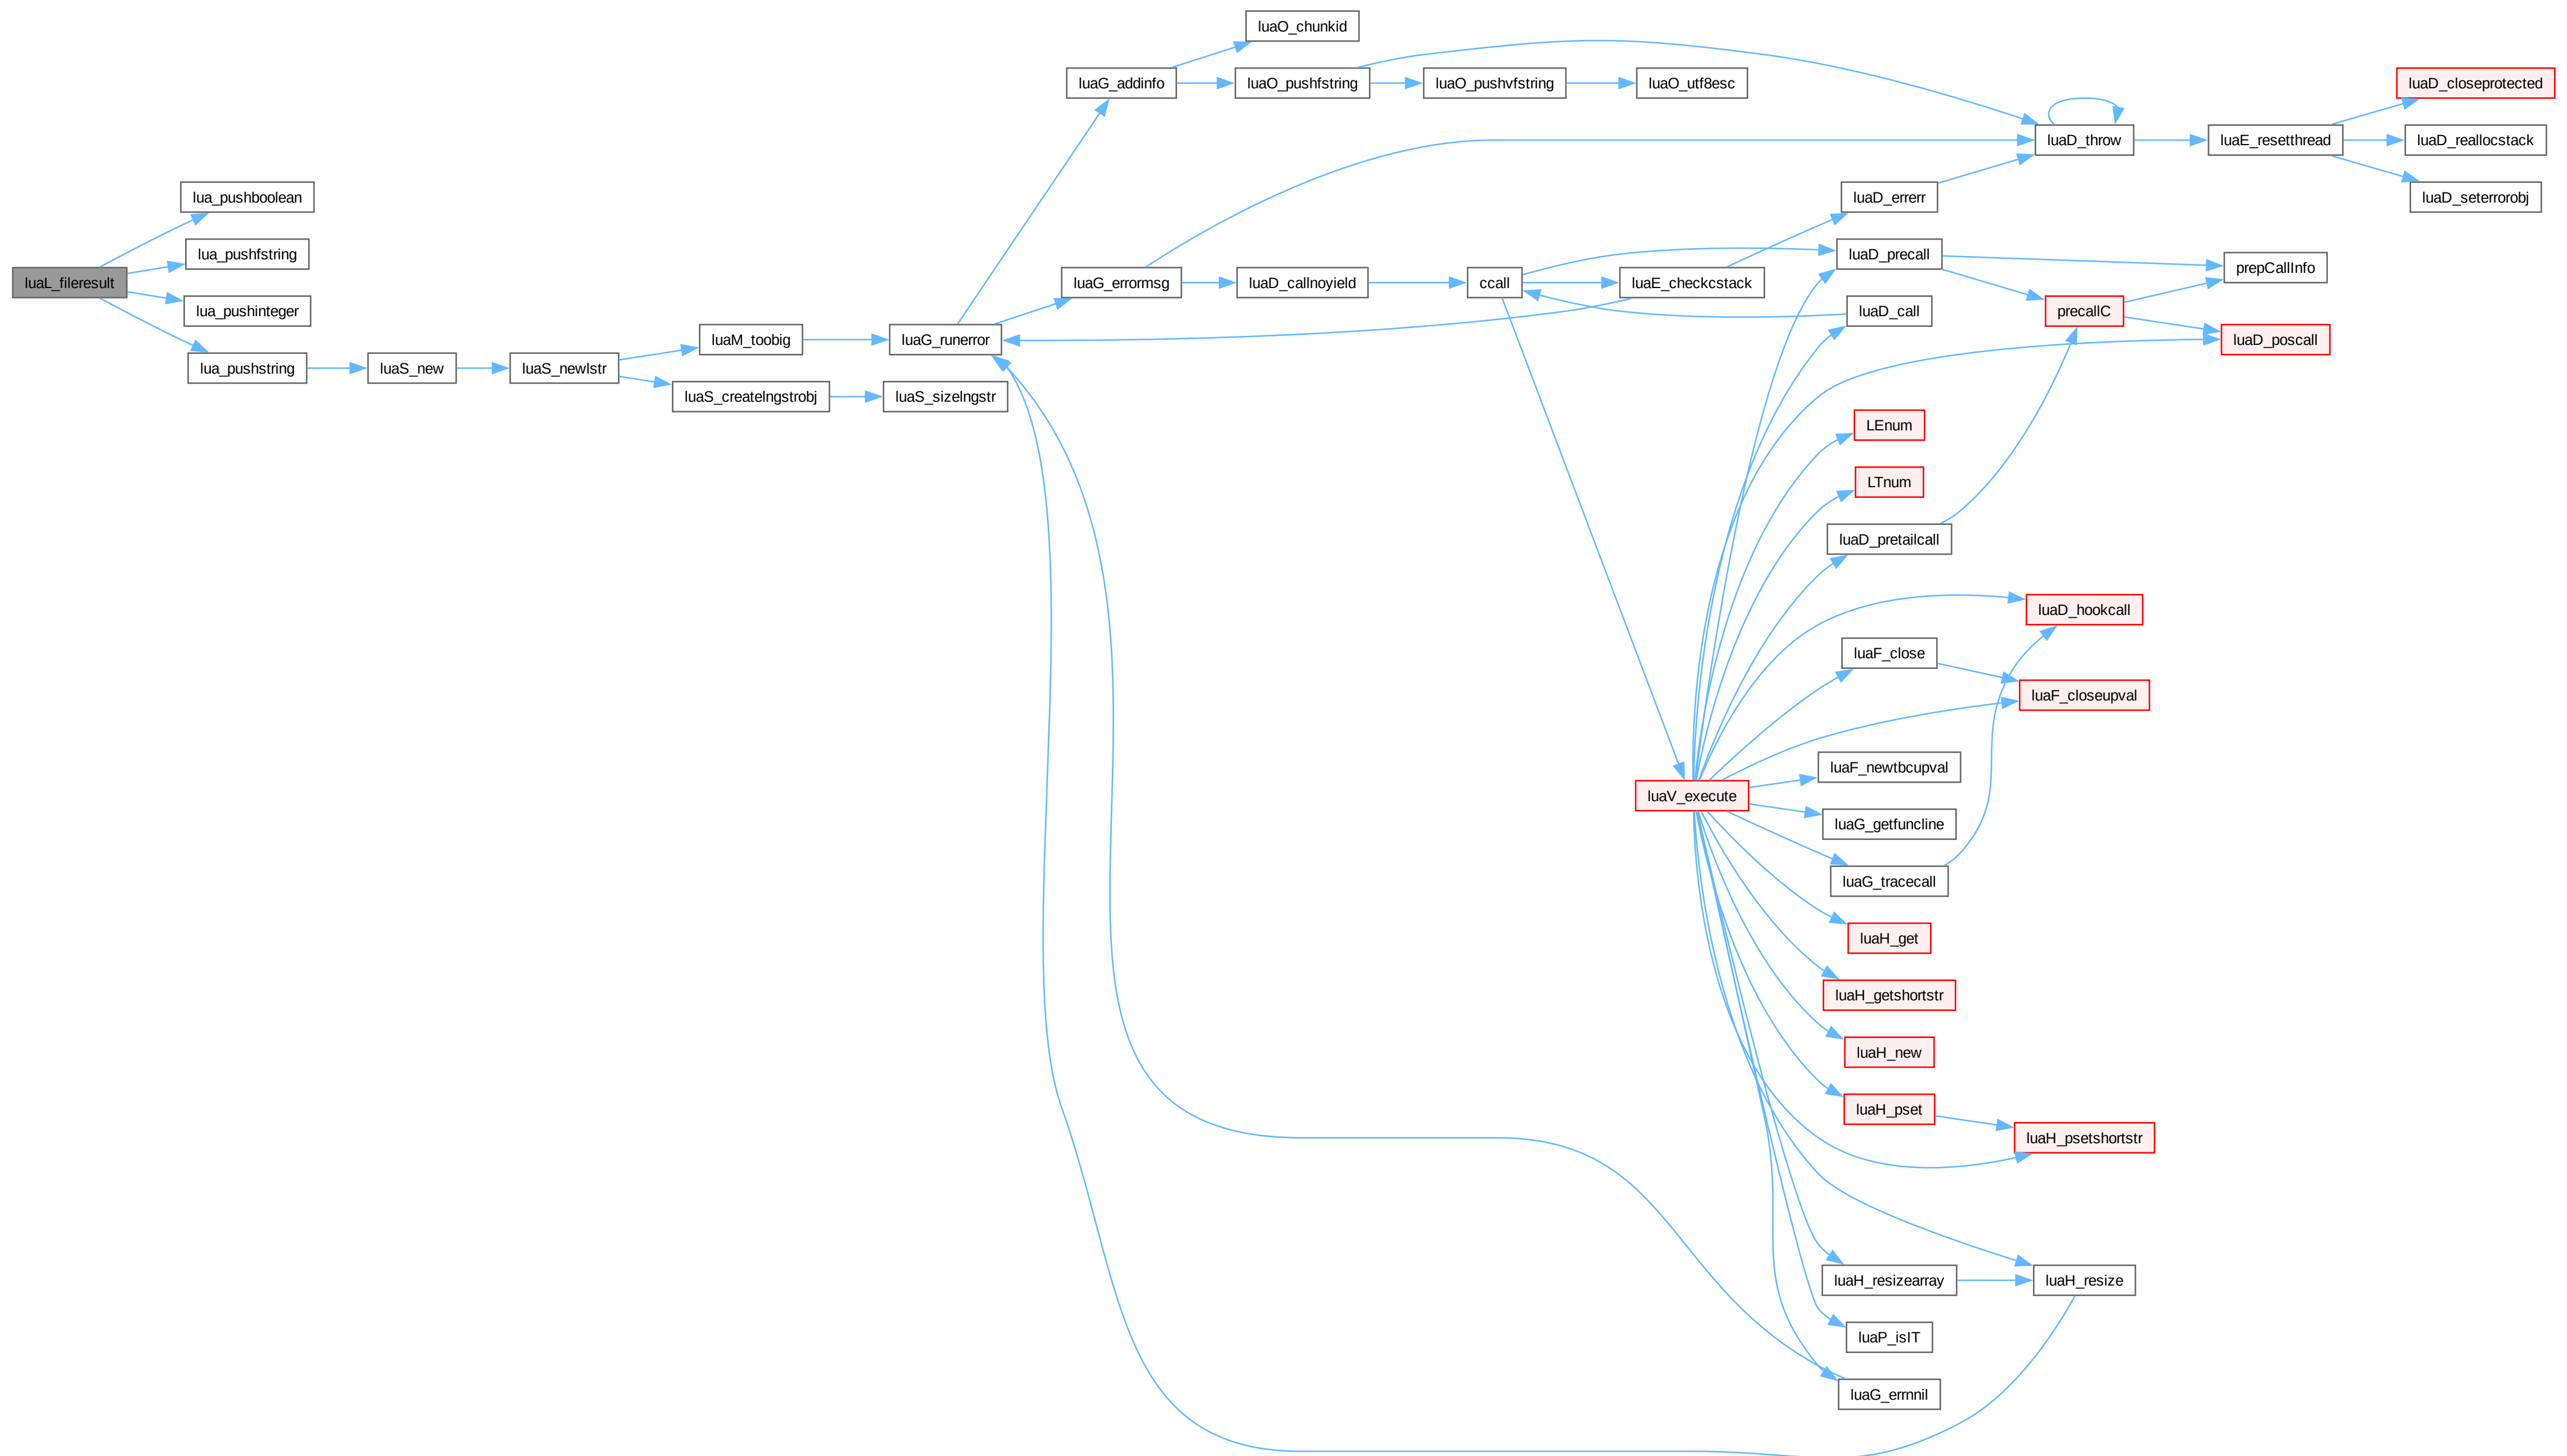 luaL_fileresult
lua_pushboolean
lua_pushfstring
lua_pushinteger
lua_pushstring
luaS_new
luaS_newlstr
luaM_toobig
luaS_createlngstrobj
luaS_sizelngstr
luaG_runerror
luaG_addinfo
luaG_errormsg
luaO_chunkid
luaO_pushfstring
luaO_pushvfstring
luaO_utf8esc
luaD_callnoyield
ccall
luaE_checkcstack
luaV_execute
luaD_errerr
luaD_throw
luaE_resetthread
luaD_closeprotected
luaD_reallocstack
luaD_seterrorobj
luaD_precall
prepCallInfo
precallC
luaD_poscall
luaD_call
LEnum
LTnum
luaD_pretailcall
luaD_hookcall
luaF_close
luaF_closeupval
luaF_newtbcupval
luaG_getfuncline
luaG_tracecall
luaH_get
luaH_getshortstr
luaH_new
luaH_pset
luaH_psetshortstr
luaH_resizearray
luaH_resize
luaP_isIT
luaG_errnnil